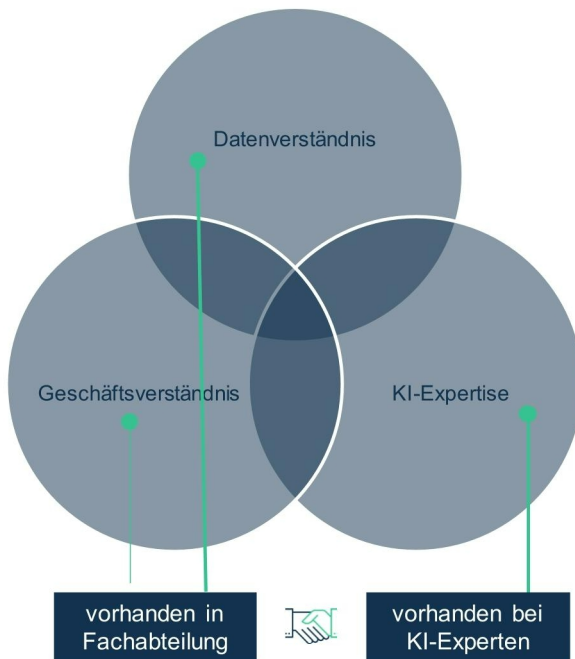 Datenverständnis
Geschäftsverständnis
KI-Expertise
vorhanden in
Fachabteilung
vorhanden bei
KI-Experten